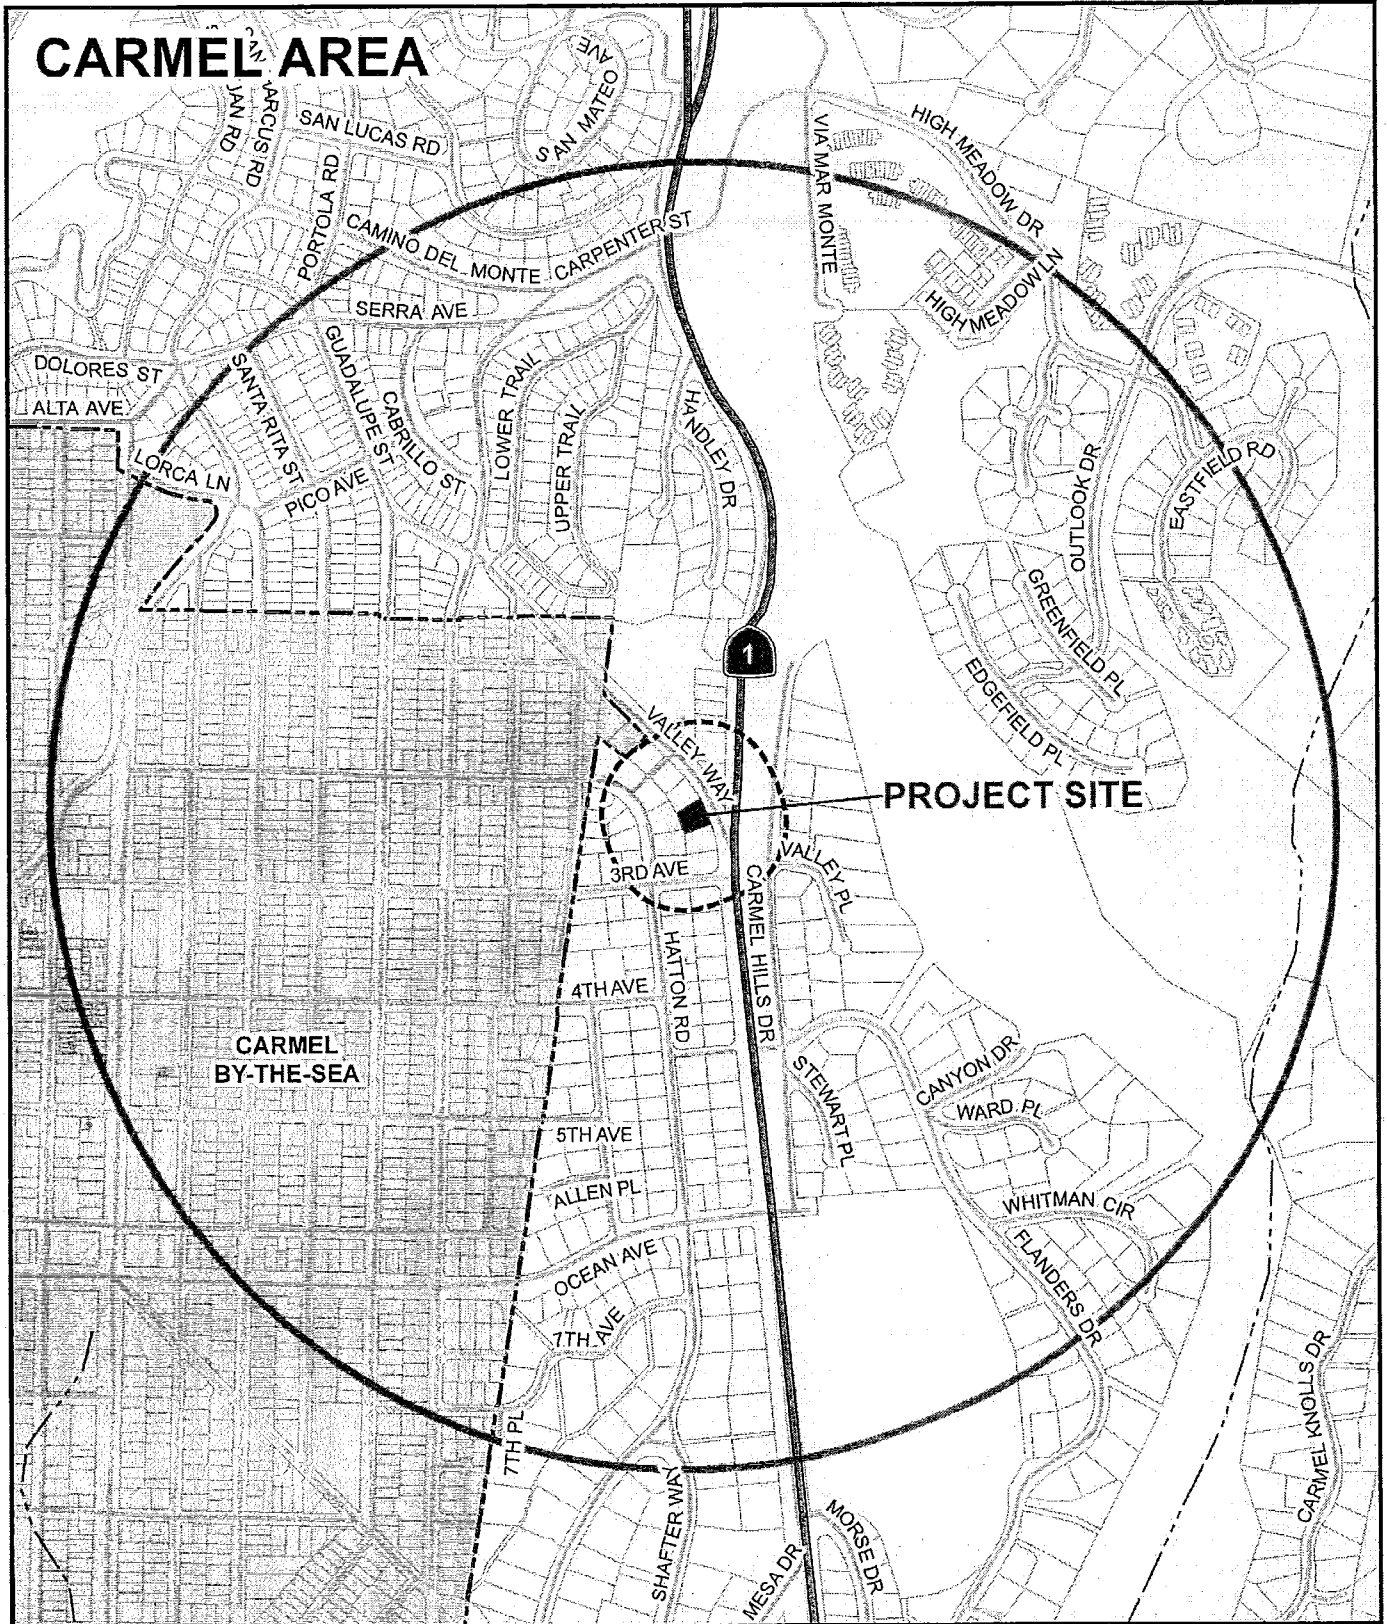 CARMEL AREA
SAN MATEO AVE
SAN LUCAS RD
HIGH MEADOW DR
VIA MAR MONTE
PORTOLA RD
CAMINO DEL MONTE
CARPENTER ST
SERRA AVE
HIGH MEADOW LN
DOLORES ST
ALTA AVE
SANTA RITA ST
GUADALUPE ST
CABRILLO ST
LOWER TRAIL
UPPER TRAIL
HANDLEY DR
LORCA LN
PICO AVE
OUTLOOK DR
EASTFIELD RD
GREENFIELD PL
EDGEFIELD PL
1
VALLEY WAY
PROJECT SITE
3RD AVE
VALLEY PL
CARMEL HILLS DR
HATTON RD
4TH AVE
CARMEL
BY-THE-SEA
STEWART PL
CANYON DR
WARD PL
5TH AVE
ALLEN PL
WHITMAN CIR
OCEAN AVE
FLANDERS DR
7TH AVE
7TH PL
SHAFTER WAY
MESA DR
MORSE DR
CARMEL KNOLLS DR